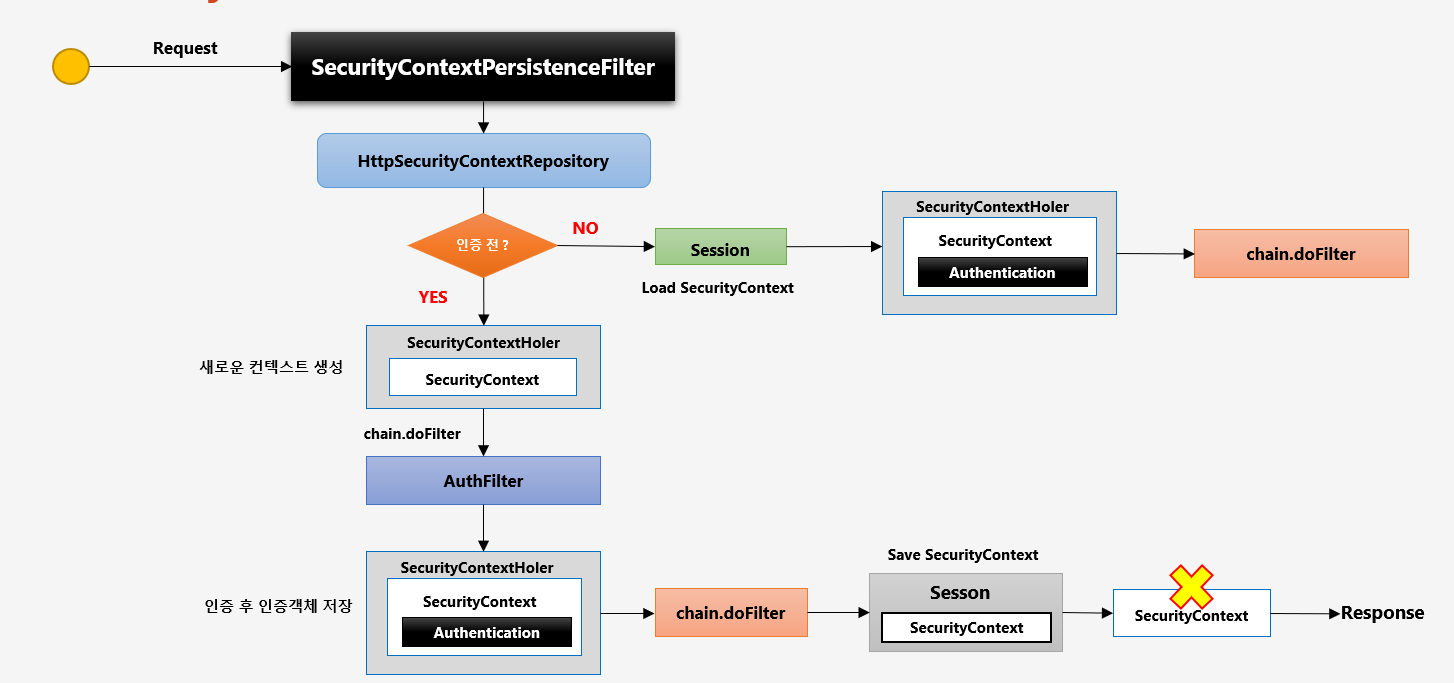 Request
SecurityContextPersistenceFilter
HttpSecurityContextRepository
인증 전 ?
NO
Session
Load SecurityContext
SecurityContextHoler
SecurityContext
Authentication
chain.doFilter
YES
새로운 컨텍스트 생성
SecurityContextHoler
SecurityContext
chain.doFilter
AuthFilter
인증 후 인증객체 저장
SecurityContextHoler
SecurityContext
Authentication
chain.doFilter
Save SecurityContext
Sesson
SecurityContext
SecurityContext
Response